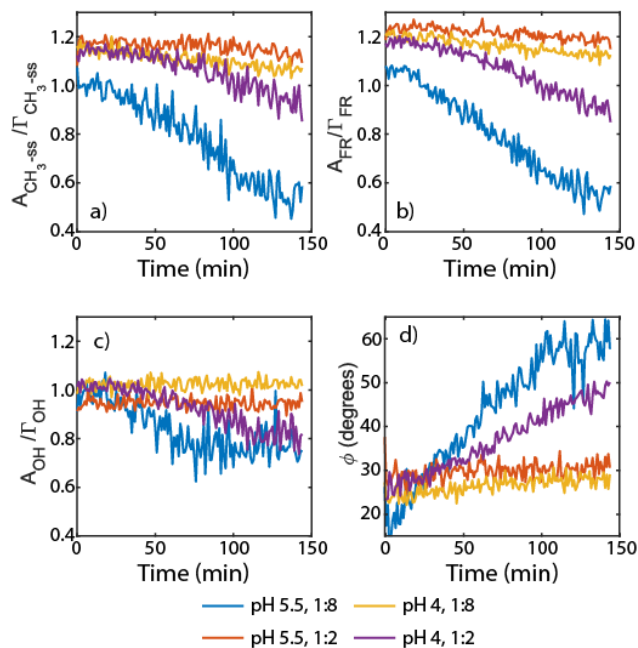 1.2
1.0
0.8
0.6
0.4
A_CH₃-ss /Γ_CH₃-ss
a)
0 50 100 150
Time (min)
1.2
1.0
0.8
0.6
0.4
A_FR/Γ_FR
b)
0 50 100 150
Time (min)
1.2
1.0
0.8
0.6
0.4
A_OH /Γ_OH
c)
0 50 100 150
Time (min)
60
50
40
30
20
ϕ (degrees)
d)
0 50 100 150
Time (min)
pH 5.5, 1:8 pH 4, 1:8
pH 5.5, 1:2 pH 4, 1:2